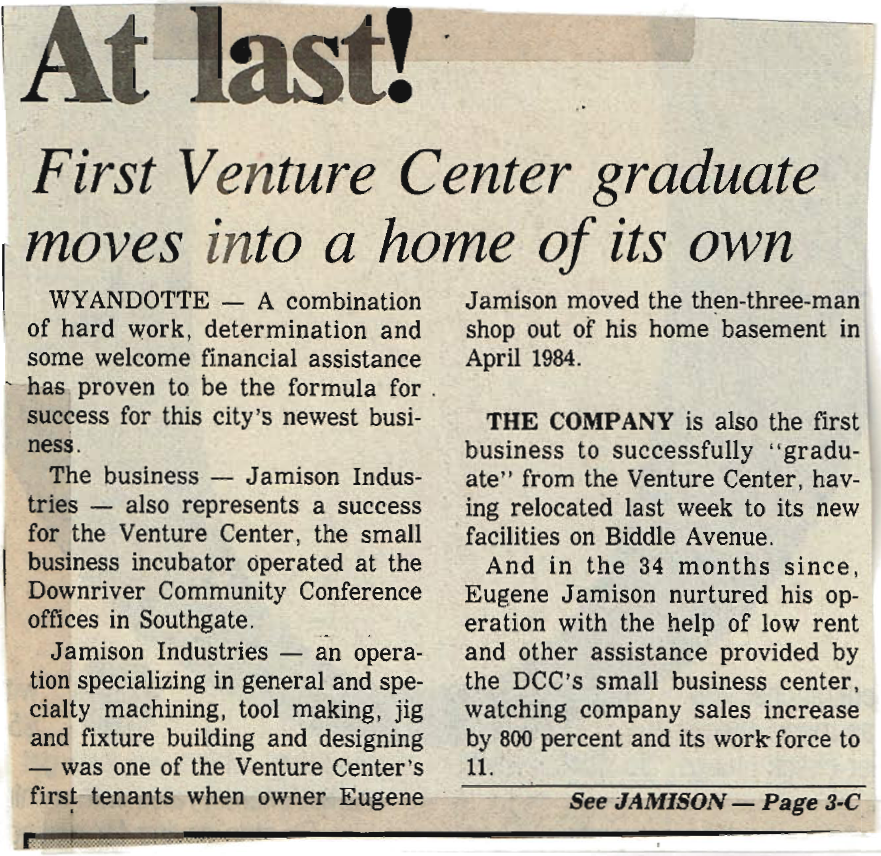 At last!
First Venture Center graduate
moves into a home of its own
WYANDOTTE — A combination
of hard work, determination and
some welcome financial assistance
has proven to be the formula for
success for this city's newest busi-
ness.
The business — Jamison Indus-
tries — also represents a success
for the Venture Center, the small
business incubator operated at the
Downriver Community Conference
offices in Southgate.
Jamison Industries — an opera-
tion specializing in general and spe-
cialty machining, tool making, jig
and fixture building and designing
— was one of the Venture Center's
first tenants when owner Eugene
Jamison moved the then-three-man
shop out of his home basement in
April 1984.
THE COMPANY is also the first
business to successfully "gradu-
ate" from the Venture Center, hav-
ing relocated last week to its new
facilities on Biddle Avenue.
And in the 34 months since,
Eugene Jamison nurtured his op-
eration with the help of low rent
and other assistance provided by
the DCC's small business center,
watching company sales increase
by 800 percent and its work force to
11.
See JAMISON — Page 3-C